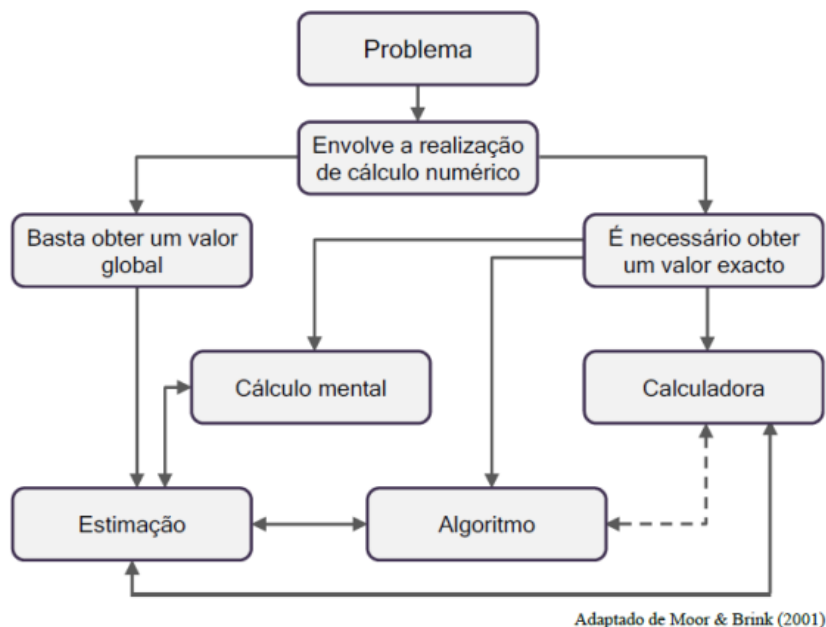 Problema
Envolve a realização
de cálculo numérico
Basta obter um valor
global
É necessário obter
um valor exacto
Cálculo mental
Calculadora
Estimação
Algoritmo
Adaptado de Moor & Brink (2001)